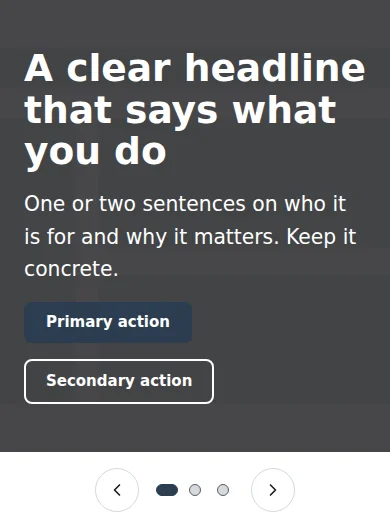 A clear headline
that says what
you do
One or two sentences on who it
is for and why it matters. Keep it
concrete.
Primary action
Secondary action